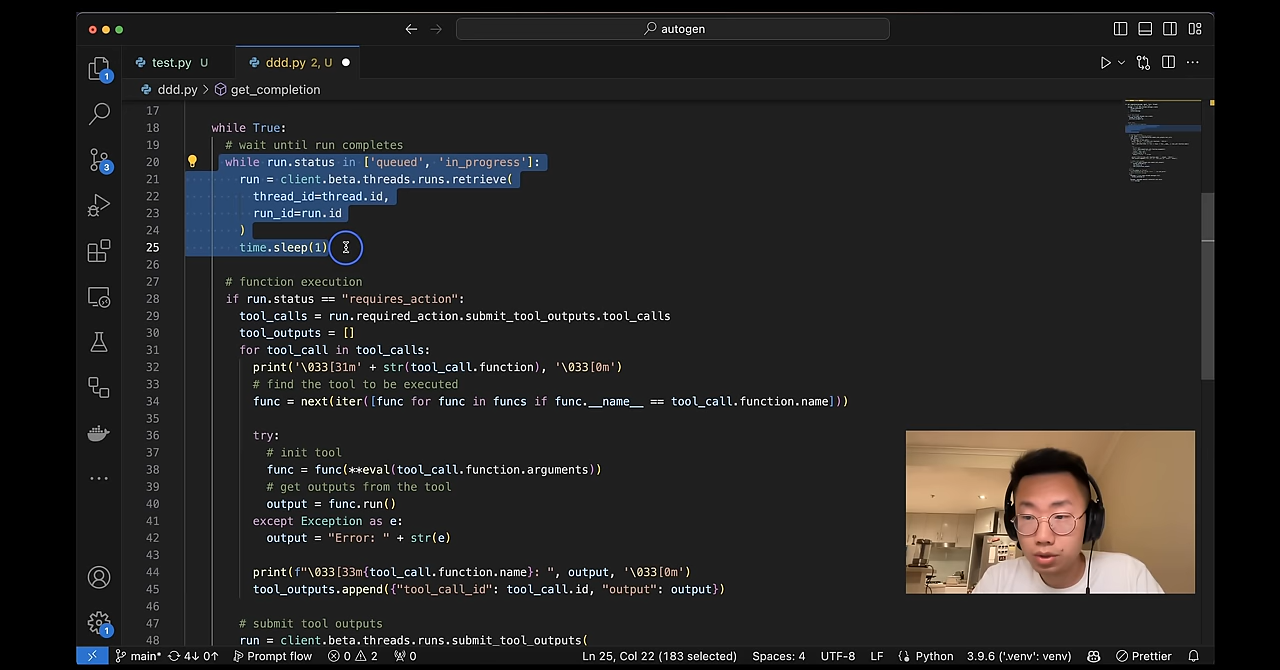 autogen
test.py U
ddd.py 2, U
ddd.py > get_completion
17
18 while True:
19 # wait until run completes
20 while run.status in ['queued', 'in_progress']:
21 run = client.beta.threads.runs.retrieve(
22 thread_id=thread.id,
23 run_id=run.id
24 )
25 time.sleep(1)
26
27 # function execution
28 if run.status == "requires_action":
29 tool_calls = run.required_action.submit_tool_outputs.tool_calls
30 tool_outputs = []
31 for tool_call in tool_calls:
32 print('\033[31m' + str(tool_call.function), '\033[0m')
33 # find the tool to be executed
34 func = next(iter([func for func in funcs if func.__name__ == tool_call.function.name]))
35
36 try:
37 # init tool
38 func = func(**eval(tool_call.function.arguments))
39 # get outputs from the tool
40 output = func.run()
41 except Exception as e:
42 output = "Error: " + str(e)
43
44 print(f"\033[33m{tool_call.function.name}: ", output, '\033[0m')
45 tool_outputs.append({"tool_call_id": tool_call.id, "output": output})
46
47 # submit tool outputs
48 run = client.beta.threads.runs.submit_tool_outputs(
1
3
1
main* 4↓ 0↑ Prompt flow 0 2 0 Ln 25, Col 22 (183 selected) Spaces: 4 UTF-8 LF Python 3.9.6 ('.venv': venv) Prettier